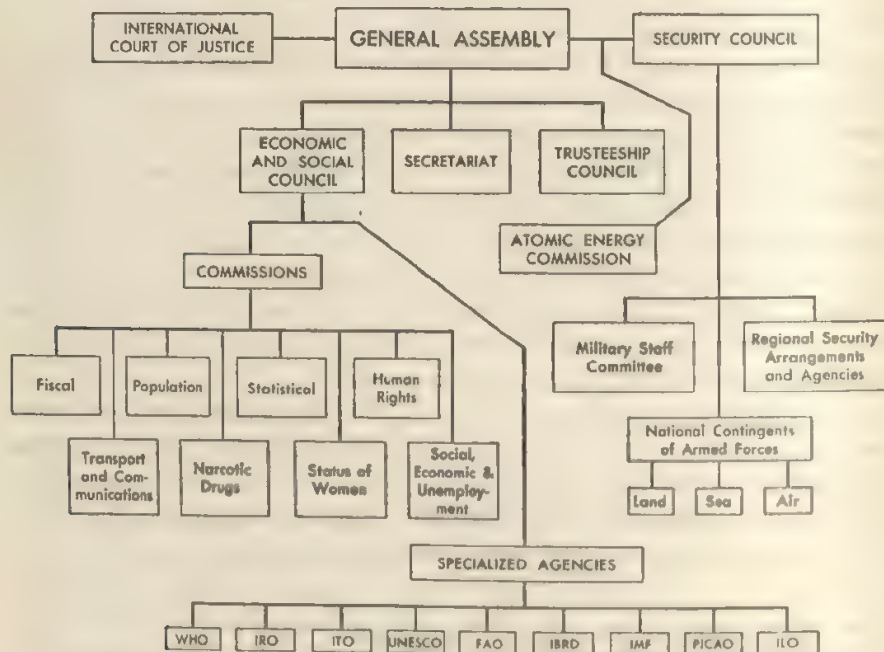 INTERNATIONAL
COURT OF JUSTICE
GENERAL ASSEMBLY
SECURITY COUNCIL
ECONOMIC
AND SOCIAL
COUNCIL
SECRETARIAT
TRUSTEESHIP
COUNCIL
ATOMIC ENERGY
COMMISSION
COMMISSIONS
Military Staff
Committee
Regional Security
Arrangements
and Agencies
Fiscal
Population
Statistical
Human
Rights
Transport
and Com-
munications
Narcotic
Drugs
Status of
Women
Social,
Economic &
Unemploy-
ment
National Contingents
of Armed Forces
Land
Sea
Air
SPECIALIZED AGENCIES
WHO
IRO
ITO
UNESCO
FAO
IBRD
IMF
PICAO
ILO